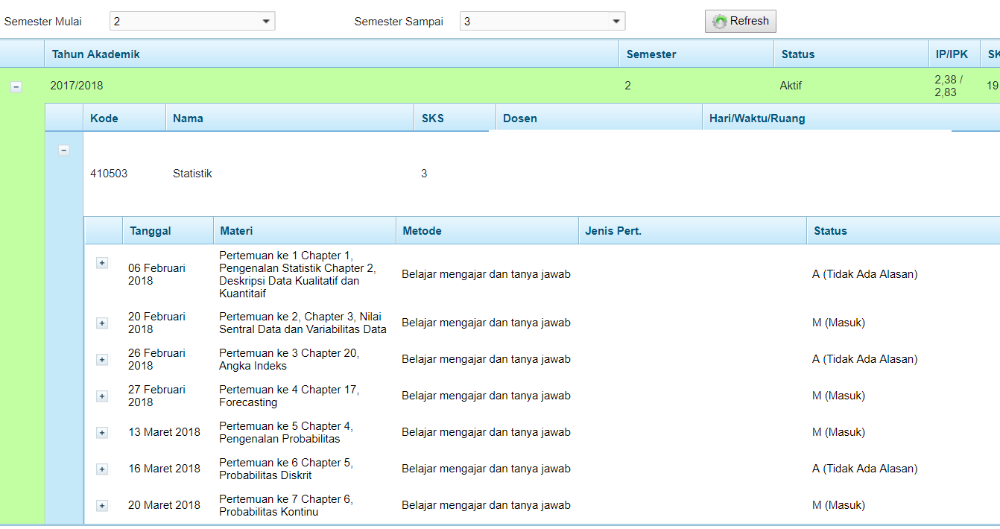 Semester Mulai 2 Semester Sampai 3 Refresh
Tahun Akademik Semester Status IP/IPK SK
2017/2018 2 Aktif 2,38 / 19
2,83
Kode Nama SKS Dosen Hari/Waktu/Ruang
410503 Statistik 3
Tanggal Materi Metode Jenis Pert. Status
06 Februari
2018
Pertemuan ke 1 Chapter 1,
Pengenalan Statistik Chapter 2,
Deskripsi Data Kualitatif dan
Kuantitaif
Belajar mengajar dan tanya jawab
A (Tidak Ada Alasan)
20 Februari
2018
Pertemuan ke 2, Chapter 3, Nilai
Sentral Data dan Variabilitas Data
Belajar mengajar dan tanya jawab
M (Masuk)
26 Februari
2018
Pertemuan ke 3 Chapter 20,
Angka Indeks
Belajar mengajar dan tanya jawab
A (Tidak Ada Alasan)
27 Februari
2018
Pertemuan ke 4 Chapter 17,
Forecasting
Belajar mengajar dan tanya jawab
M (Masuk)
13 Maret 2018
Pertemuan ke 5 Chapter 4,
Pengenalan Probabilitas
Belajar mengajar dan tanya jawab
M (Masuk)
16 Maret 2018
Pertemuan ke 6 Chapter 5,
Probabilitas Diskrit
Belajar mengajar dan tanya jawab
A (Tidak Ada Alasan)
20 Maret 2018
Pertemuan ke 7 Chapter 6,
Probabilitas Kontinu
Belajar mengajar dan tanya jawab
M (Masuk)